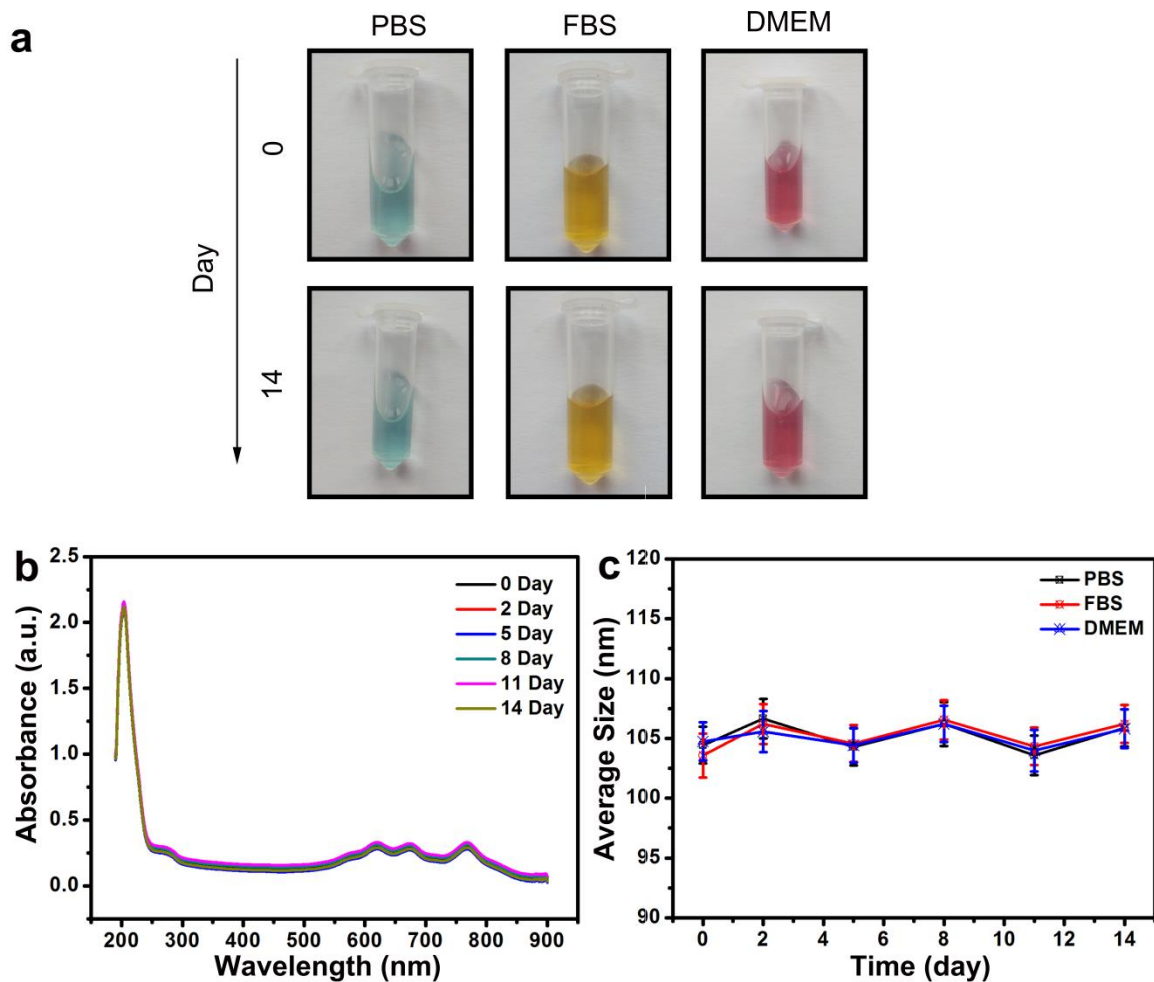 a
PBS FBS DMEM
Day
0
14
b
Absorbance (a.u.)
2.5
2.0
1.5
1.0
0.5
0.0
0 Day
2 Day
5 Day
8 Day
11 Day
14 Day
200 300 400 500 600 700 800 900
Wavelength (nm)
c
Average Size (nm)
120
115
110
105
100
95
90
PBS
FBS
DMEM
0 2 4 6 8 10 12 14
Time (day)